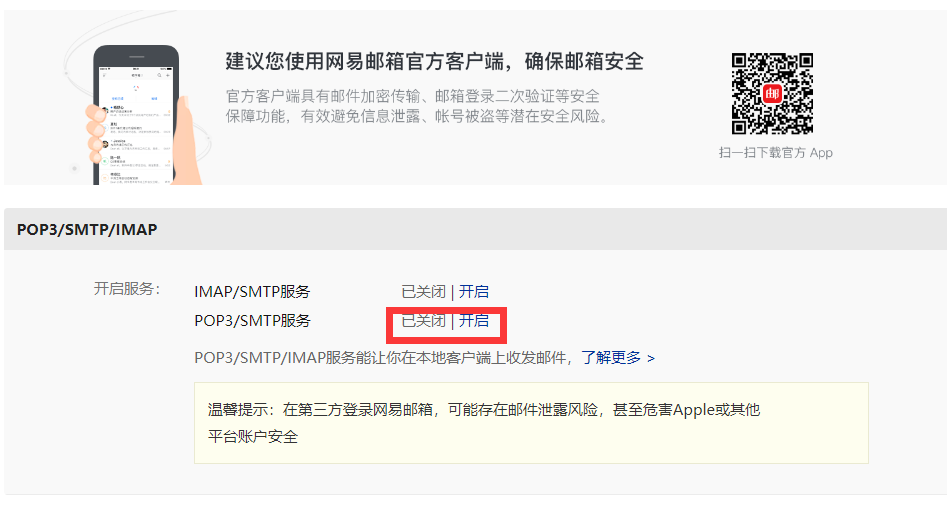 建议您使用网易邮箱官方客户端，确保邮箱安全
官方客户端具有邮件加密传输、邮箱登录二次验证等安全
保障功能，有效避免信息泄露、帐号被盗等潜在安全风险。
邮
扫一扫下载官方 App
POP3/SMTP/IMAP
开启服务：
IMAP/SMTP服务 已关闭 | 开启
POP3/SMTP服务 已关闭 | 开启
POP3/SMTP/IMAP服务能让你在本地客户端上收发邮件，了解更多 >
温馨提示：在第三方登录网易邮箱，可能存在邮件泄露风险，甚至危害Apple或其他
平台账户安全